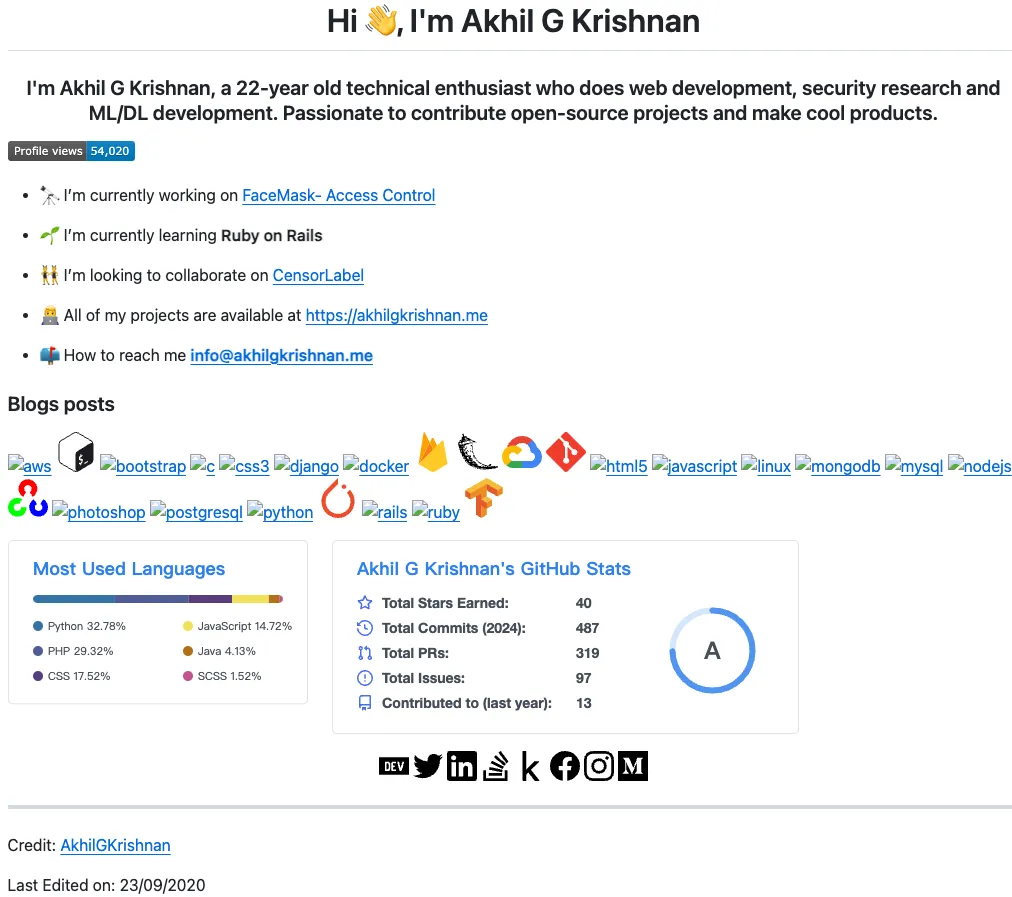 Hi 👋, I'm Akhil G Krishnan
I'm Akhil G Krishnan, a 22-year old technical enthusiast who does web development, security research and
ML/DL development. Passionate to contribute open-source projects and make cool products.
Profile views 54,020
• 🔭 I’m currently working on FaceMask- Access Control
• 🌱 I’m currently learning Ruby on Rails
• 👯 I’m looking to collaborate on CensorLabel
• 👨‍💻 All of my projects are available at https://akhilgkrishnan.me
• 📫 How to reach me info@akhilgkrishnan.me
Blogs posts
aws $_ bootstrap c css3 django docker html5 javascript linux mongodb mysql nodejs
photoshop postgresql python rails ruby
Most Used Languages
Python 32.78% JavaScript 14.72%
PHP 29.32% Java 4.13%
CSS 17.52% SCSS 1.52%
Akhil G Krishnan's GitHub Stats
Total Stars Earned: 40
Total Commits (2024): 487
Total PRs: 319
Total Issues: 97
Contributed to (last year): 13
A
DEV in k f M
Credit: AkhilGKrishnan
Last Edited on: 23/09/2020